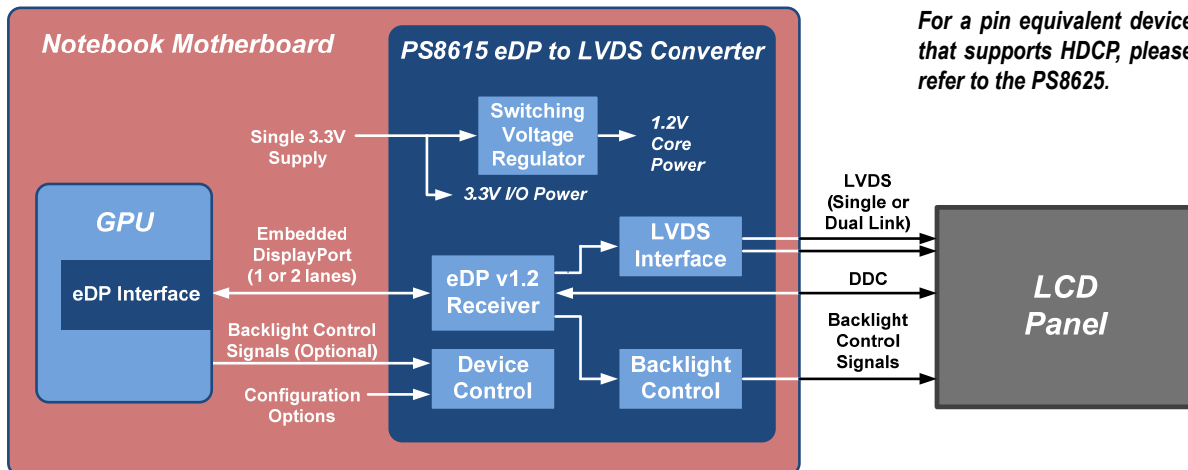 For a pin equivalent device
that supports HDCP, please
refer to the PS8625.
Notebook Motherboard
PS8615 eDP to LVDS Converter
Single 3.3V
Supply
Switching
Voltage
Regulator
1.2V
Core
Power
3.3V I/O Power
GPU
eDP Interface
Embedded
DisplayPort
(1 or 2 lanes)
eDP v1.2
Receiver
LVDS
Interface
LVDS
(Single or
Dual Link)
DDC
Backlight Control
Signals (Optional)
Configuration
Options
Device
Control
Backlight
Control
Backlight
Control
Signals
LCD
Panel